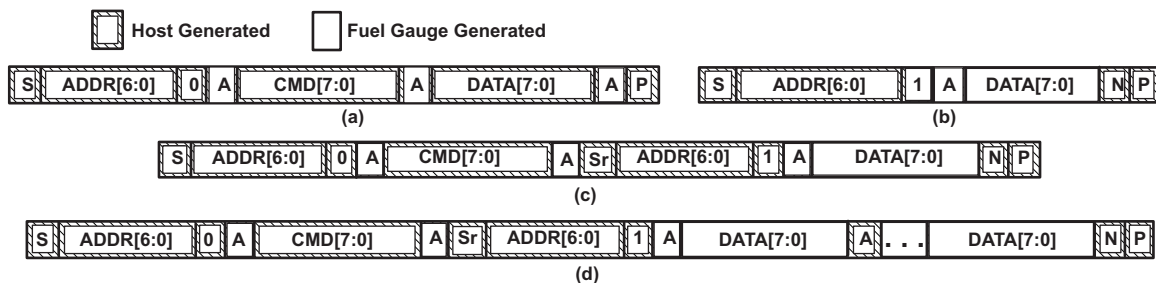 Host Generated Fuel Gauge Generated
S ADDR[6:0] 0 A CMD[7:0] A DATA[7:0] A P
(a)
S ADDR[6:0] 1 A DATA[7:0] N P
(b)
S ADDR[6:0] 0 A CMD[7:0] A Sr ADDR[6:0] 1 A DATA[7:0] N P
(c)
S ADDR[6:0] 0 A CMD[7:0] A Sr ADDR[6:0] 1 A DATA[7:0] A . . . DATA[7:0] N P
(d)